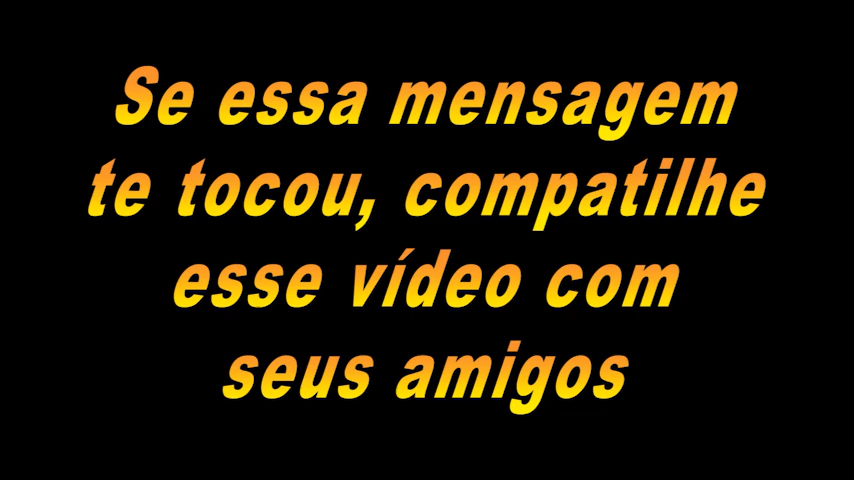 Se essa mensagem
te tocou, compatilhe
esse vídeo com
seus amigos